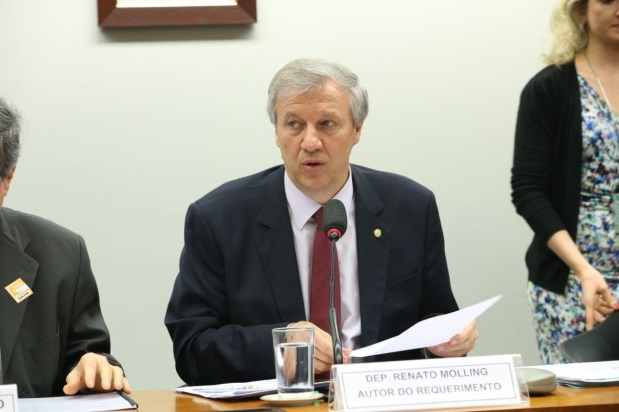 DEP. RENATO MOLLING
AUTOR DO REQUERIMENTO